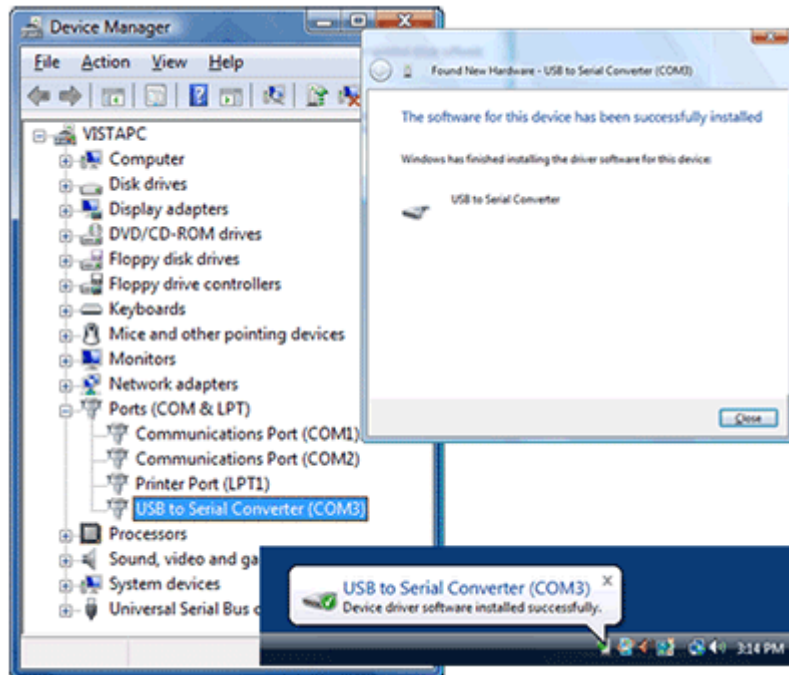 Device Manager
File Action View Help
VISTAPC
Computer
Disk drives
Display adapters
DVD/CD-ROM drives
Floppy disk drives
Floppy drive controllers
Keyboards
Mice and other pointing devices
Monitors
Network adapters
Ports (COM & LPT)
Communications Port (COM1)
Communications Port (COM2)
Printer Port (LPT1)
USB to Serial Converter (COM3)
Processors
Sound, video and ga
System devices
Universal Serial Bus
Found New Hardware - USB to Serial Converter (COM3)
The software for this device has been successfully installed
Windows has finished installing the driver software for this device:
USB to Serial Converter
Close
USB to Serial Converter (COM3)
Device driver software installed successfully.
3:14 PM